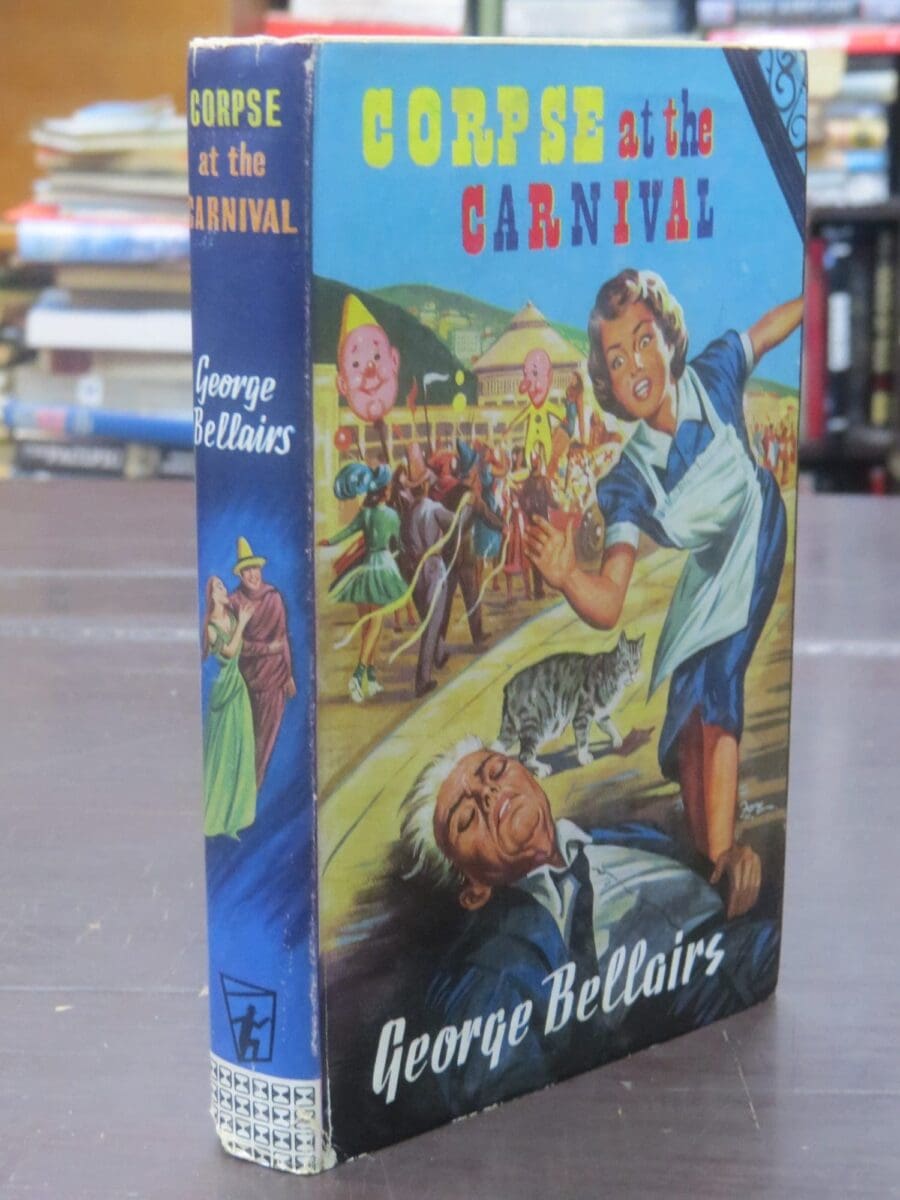 CORPSE
at the
CARNIVAL
George
Bellairs
CORPSE at the
CARNIVAL
George Bellairs